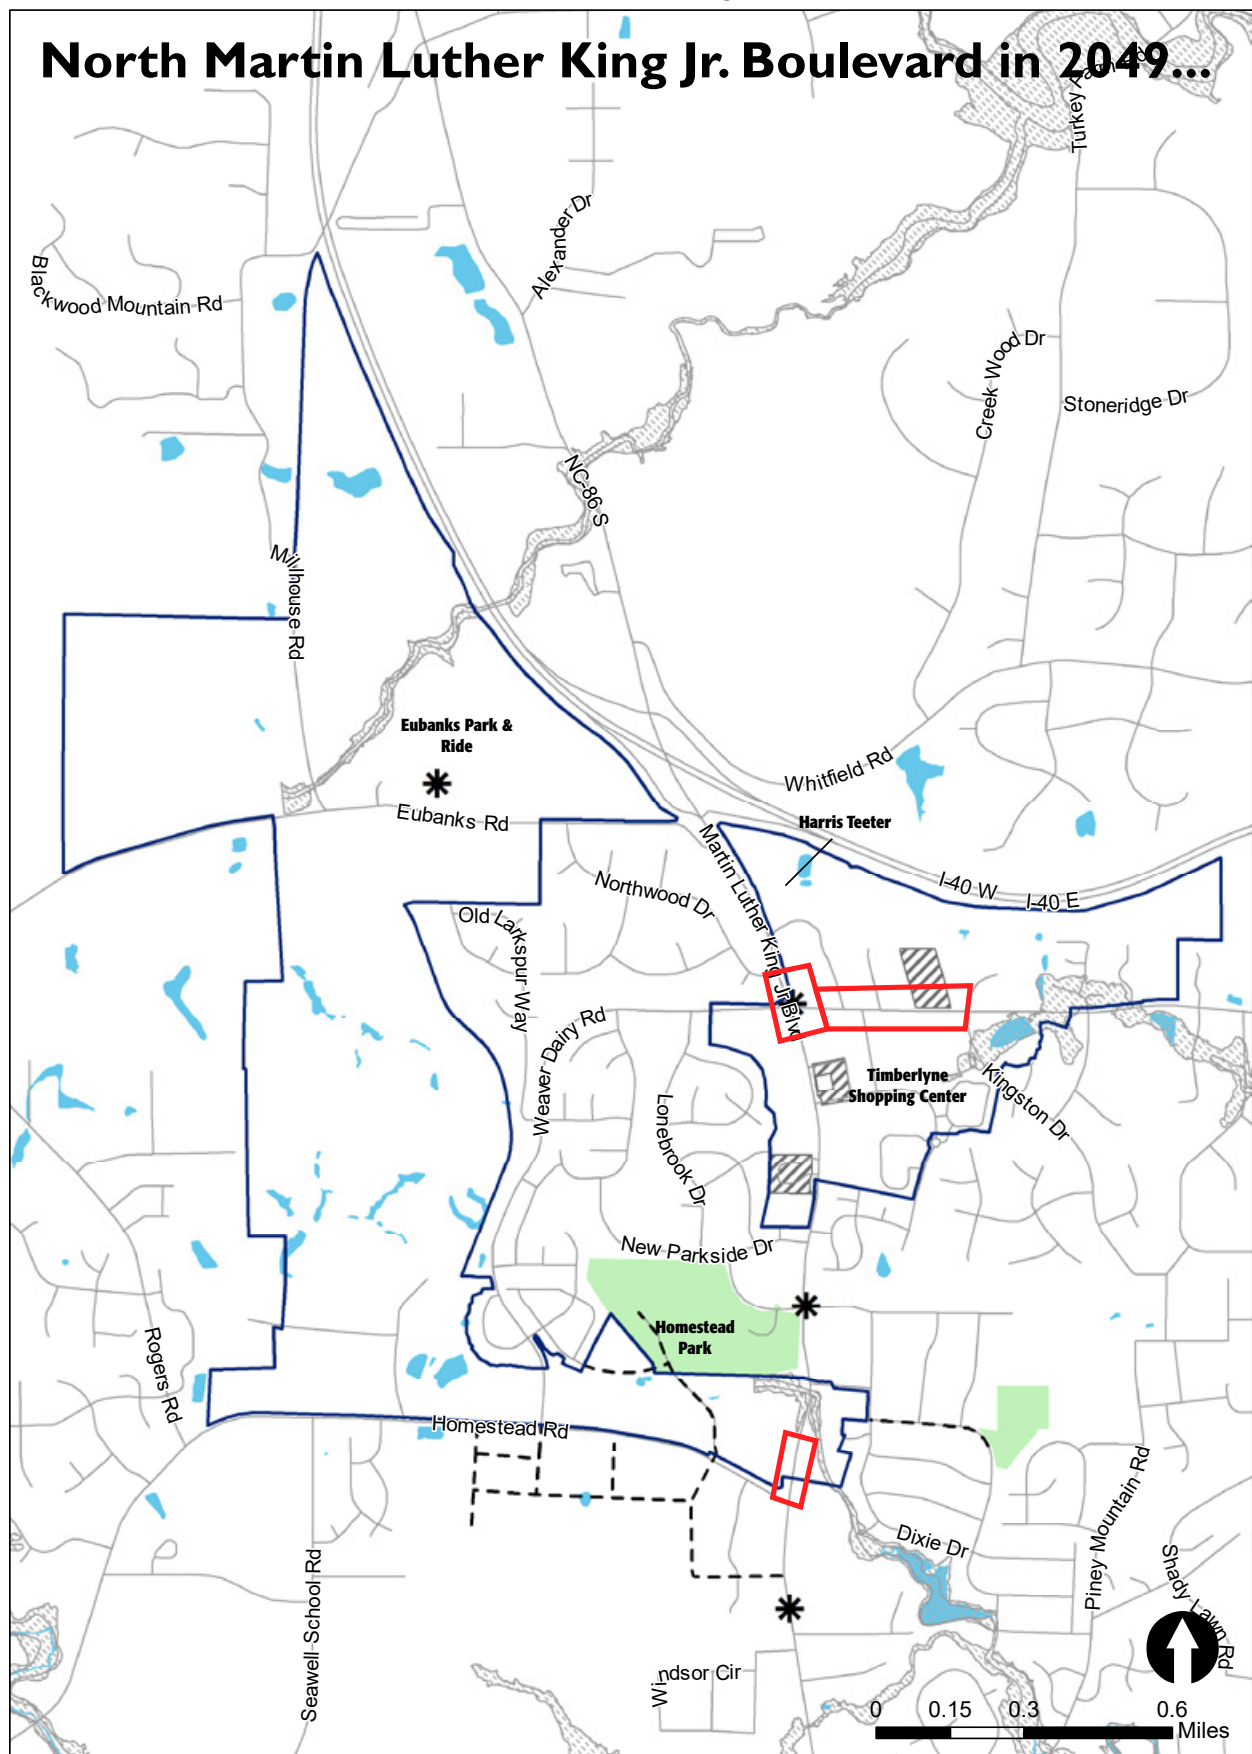 North Martin Luther King Jr. Boulevard in 2049...
Turkey Farm Rd
Alexander Dr
Blackwood Mountain Rd
Creek Wood Dr
Stoneridge Dr
NC-86 S
Millhouse Rd
Eubanks Park &
Ride
Whitfield Rd
Eubanks Rd
Harris Teeter
Martin Luther King Jr Blvd
I-40 W
I-40 E
Northwood Dr
Old Larkspur Way
Weaver Dairy Rd
Timberlyne
Shopping Center
Kingston Dr
Lonebrook Dr
New Parkside Dr
Homestead
Park
Rogers Rd
Homestead Rd
Piney Mountain Rd
Dixie Dr
Shady Lawn Rd
Seawell School Rd
Windsor Cir
0 0.15 0.3 0.6
Miles